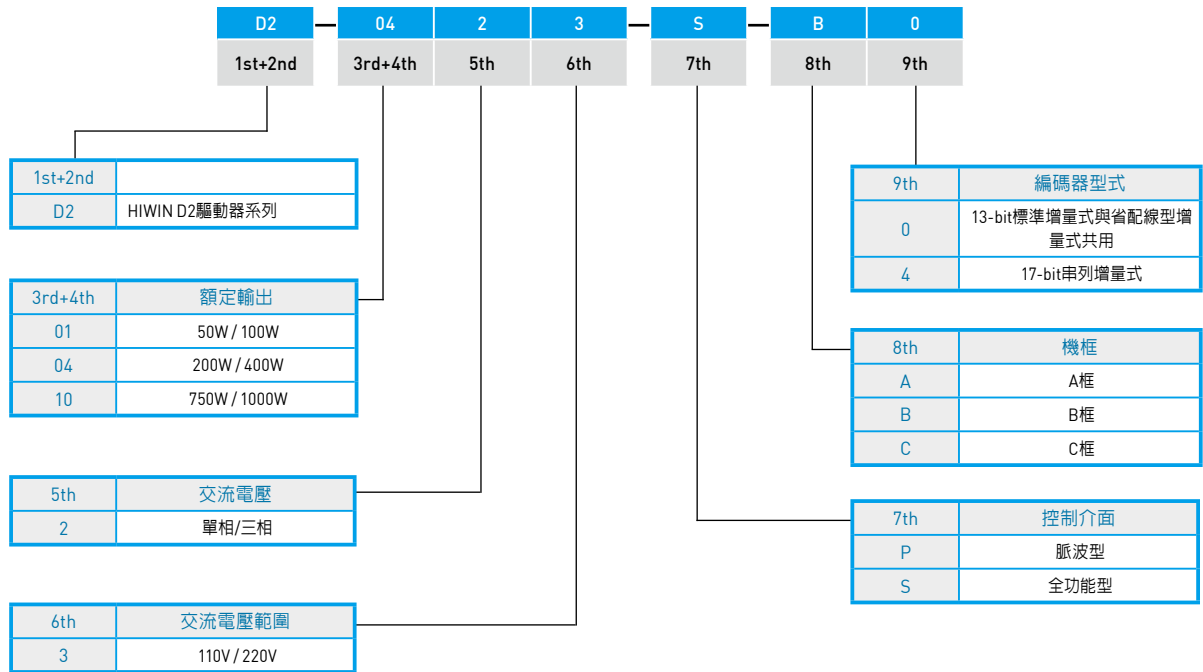 D2 04 2 3 S B 0
1st+2nd 3rd+4th 5th 6th 7th 8th 9th
1st+2nd
D2 HIWIN D2驅動器系列
3rd+4th 額定輸出
01 50W / 100W
04 200W / 400W
10 750W / 1000W
5th 交流電壓
2 單相/三相
6th 交流電壓範圍
3 110V / 220V
9th 編碼器型式
0 13-bit標準增量式與省配線型增
量式共用
4 17-bit串列增量式
8th 機框
A A框
B B框
C C框
7th 控制介面
P 脈波型
S 全功能型